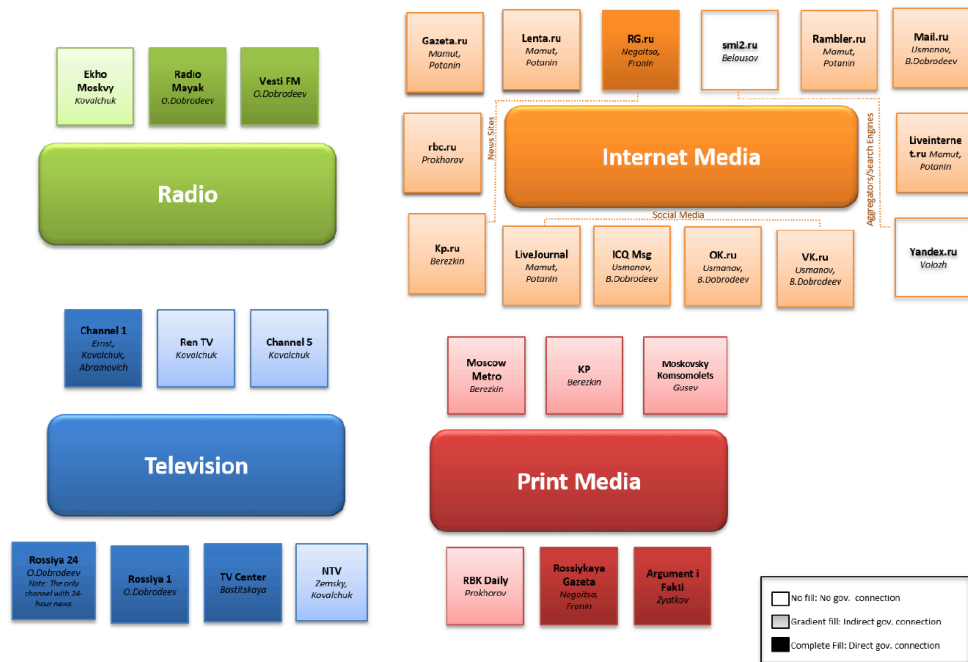 Ekho
Moskvy
Kovalchuk
Radio
Mayak
O.Dobrodeev
Vesti FM
O.Dobrodeev
Radio
Gazeta.ru
Mamut,
Potanin
Lenta.ru
Mamut,
Potanin
RG.ru
Negoitsa,
Fronin
smi2.ru
Belousov
Rambler.ru
Mamut,
Potanin
Mail.ru
Usmanov,
B.Dobrodeev
rbc.ru
Prokhorov
News Sites
Internet Media
Aggregators/Search Engines
Liveinterne
t.ru Mamut,
Potanin
Social Media
Kp.ru
Berezkin
LiveJournal
Mamut,
Potanin
ICQ Msg
Usmanov,
B.Dobrodeev
OK.ru
Usmanov,
B.Dobrodeev
VK.ru
Usmanov,
B.Dobrodeev
Yandex.ru
Volozh
Channel 1
Ernst,
Kovalchuk,
Abramovich
Ren TV
Kovalchuk
Channel 5
Kovalchuk
Television
Rossiya 24
O.Dobrodeev
Note: The only
channel with 24-
hour news
Rossiya 1
O.Dobrodeev
TV Center
Bastitskaya
NTV
Zemsky,
Kovalchuk
Moscow
Metro
Berezkin
KP
Berezkin
Moskovsky
Komsomolets
Gusev
Print Media
RBK Daily
Prokhorov
Rossiykaya
Gazeta
Negoitsa,
Fronin
Argument i
Fakti
Zyatkov
No fill: No gov. connection
Gradient fill: Indirect gov. connection
Complete Fill: Direct gov. connection